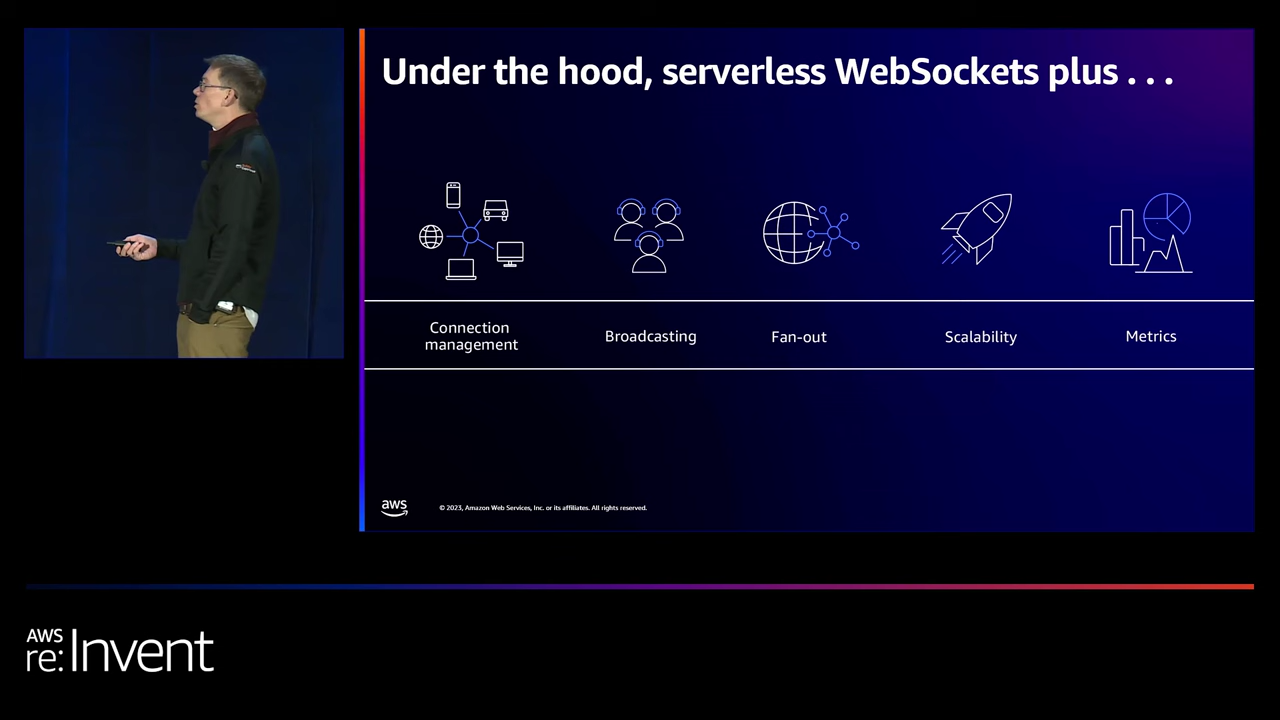 Under the hood, serverless WebSockets plus . . .
Connection
management
Broadcasting
Fan-out
Scalability
Metrics
aws
© 2023, Amazon Web Services, Inc. or its affiliates. All rights reserved.
AWS
re:Invent